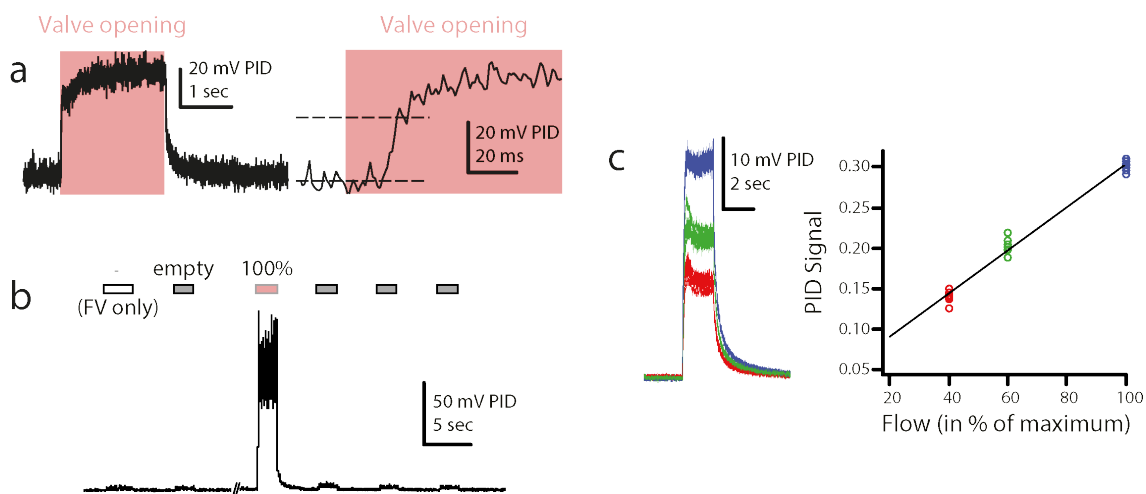 a
Valve opening
20 mV PID
1 sec
Valve opening
20 mV PID
20 ms
b
(FV only)
empty
100%
50 mV PID
5 sec
c
10 mV PID
2 sec
PID Signal
0.30
0.25
0.20
0.15
0.10
0.05
20 40 60 80 100
Flow (in % of maximum)